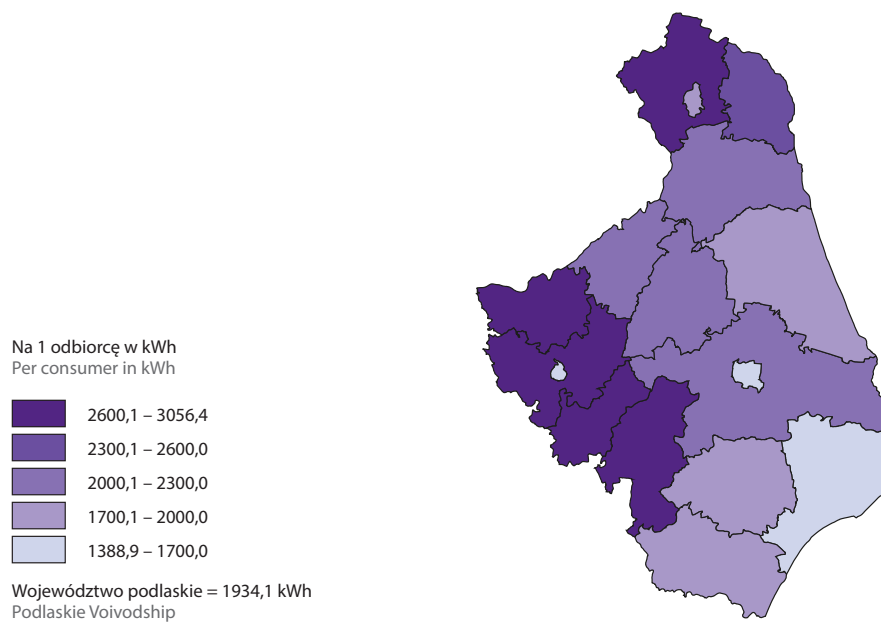 Na 1 odbiorcę w kWh
Per consumer in kWh
2600,1 – 3056,4
2300,1 – 2600,0
2000,1 – 2300,0
1700,1 – 2000,0
1388,9 – 1700,0
Województwo podlaskie = 1934,1 kWh
Podlaskie Voivodship